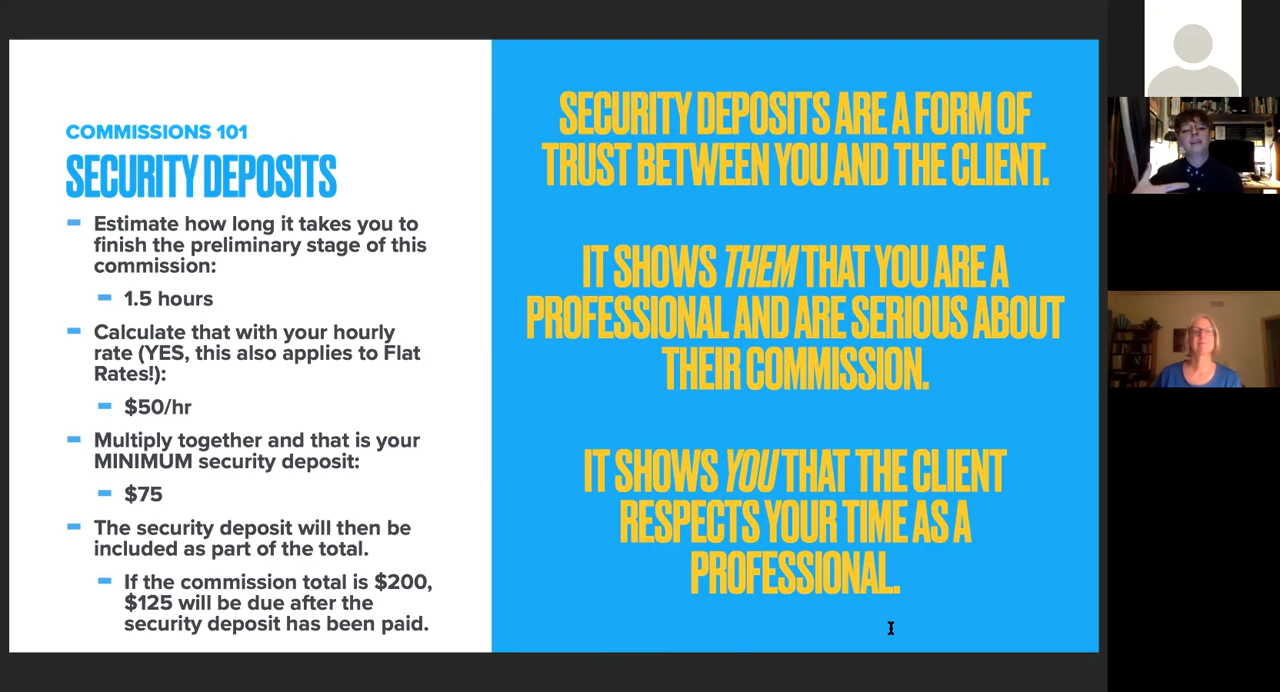 COMMISSIONS 101
SECURITY DEPOSITS
- Estimate how long it takes you to
finish the preliminary stage of this
commission:
- 1.5 hours
- Calculate that with your hourly
rate (YES, this also applies to Flat
Rates!):
- $50/hr
- Multiply together and that is your
MINIMUM security deposit:
- $75
- The security deposit will then be
included as part of the total.
- If the commission total is $200,
$125 will be due after the
security deposit has been paid.
SECURITY DEPOSITS ARE A FORM OF
TRUST BETWEEN YOU AND THE CLIENT.
IT SHOWS THEM THAT YOU ARE A
PROFESSIONAL AND ARE SERIOUS ABOUT
THEIR COMMISSION.
IT SHOWS YOU THAT THE CLIENT
RESPECTS YOUR TIME AS A
PROFESSIONAL.